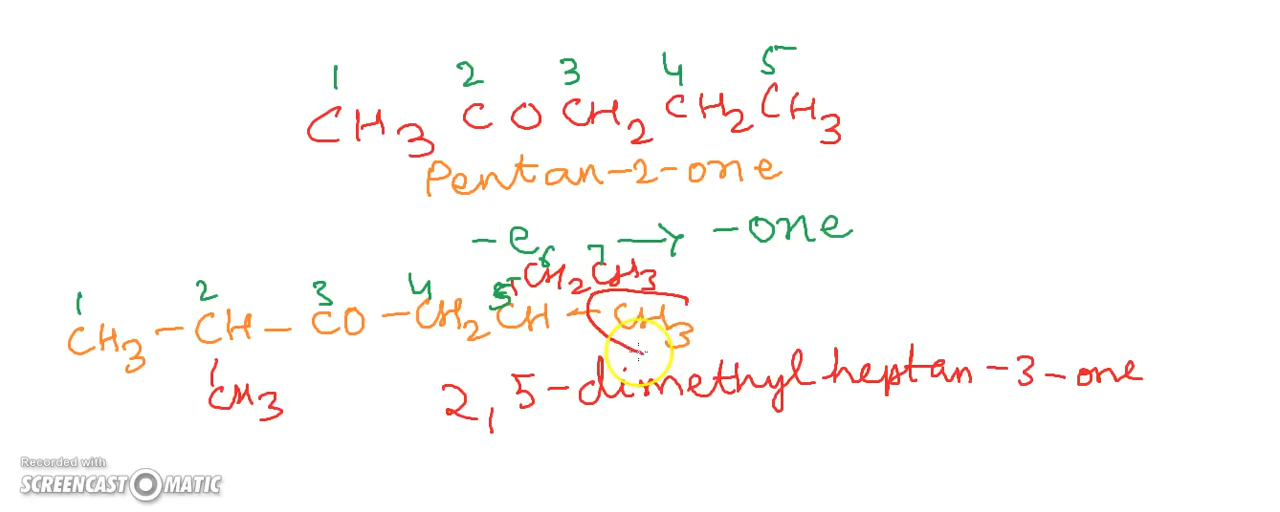 1 2 3 4 5
CH3 CO CH2 CH2 CH3
Pentan-2-one
-e → -one
6 7
CH2 CH3
1 2 3 4 5
CH3 - CH - CO - CH2 CH - CH3
CH3
2,5-dimethyl heptan-3-one
Recorded with
SCREENCAST-O-MATIC